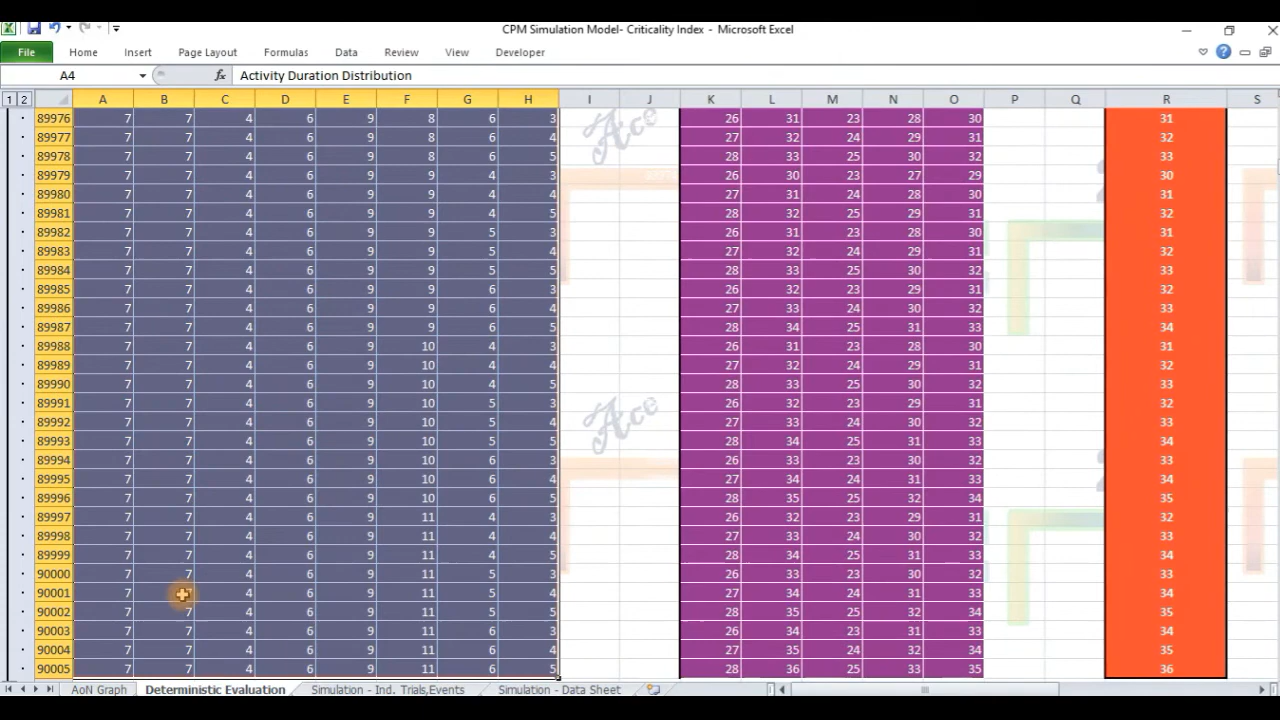 CPM Simulation Model- Criticality Index - Microsoft Excel
File Home Insert Page Layout Formulas Data Review View Developer
A4 fx Activity Duration Distribution
1 2 A B C D E F G H I J K L M N O P Q R S
89976 7 7 4 6 9 8 6 3 26 31 23 28 30 31
89977 7 7 4 6 9 8 6 4 27 32 24 29 31 32
89978 7 7 4 6 9 8 6 5 28 33 25 30 32 33
89979 7 7 4 6 9 9 4 3 26 30 23 27 29 30
89980 7 7 4 6 9 9 4 4 27 31 24 28 30 31
89981 7 7 4 6 9 9 4 5 28 32 25 29 31 32
89982 7 7 4 6 9 9 5 3 26 31 23 28 30 31
89983 7 7 4 6 9 9 5 4 27 32 24 29 31 32
89984 7 7 4 6 9 9 5 5 28 33 25 30 32 33
89985 7 7 4 6 9 9 6 3 26 32 23 29 31 32
89986 7 7 4 6 9 9 6 4 27 33 24 30 32 33
89987 7 7 4 6 9 9 6 5 28 34 25 31 33 34
89988 7 7 4 6 9 10 4 3 26 31 23 28 30 31
89989 7 7 4 6 9 10 4 4 27 32 24 29 31 32
89990 7 7 4 6 9 10 4 5 28 33 25 30 32 33
89991 7 7 4 6 9 10 5 3 26 32 23 29 31 32
89992 7 7 4 6 9 10 5 4 27 33 24 30 32 33
89993 7 7 4 6 9 10 5 5 28 34 25 31 33 34
89994 7 7 4 6 9 10 6 3 26 33 23 30 32 33
89995 7 7 4 6 9 10 6 4 27 34 24 31 33 34
89996 7 7 4 6 9 10 6 5 28 35 25 32 34 35
89997 7 7 4 6 9 11 4 3 26 32 23 29 31 32
89998 7 7 4 6 9 11 4 4 27 33 24 30 32 33
89999 7 7 4 6 9 11 4 5 28 34 25 31 33 34
90000 7 7 4 6 9 11 5 3 26 33 23 30 32 33
90001 7 7 4 6 9 11 5 4 27 34 24 31 33 34
90002 7 7 4 6 9 11 5 5 28 35 25 32 34 35
90003 7 7 4 6 9 11 6 3 26 34 23 31 33 34
90004 7 7 4 6 9 11 6 4 27 35 24 32 34 35
90005 7 7 4 6 9 11 6 5 28 36 25 33 35 36
Ace
Ace
AoN Graph Deterministic Evaluation Simulation - Ind. Trials,Events Simulation - Data Sheet